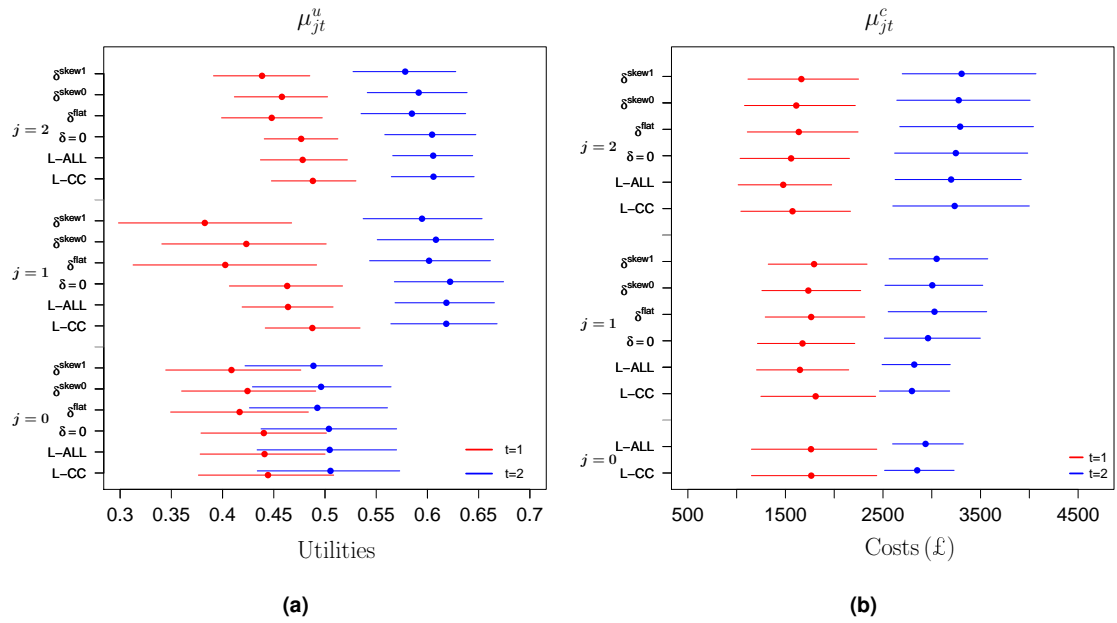 μ^u_jt
j = 2
δ^skew1
δ^skew0
δ^flat
δ = 0
L−ALL
L−CC
j = 1
δ^skew1
δ^skew0
δ^flat
δ = 0
L−ALL
L−CC
j = 0
δ^skew1
δ^skew0
δ^flat
δ = 0
L−ALL
L−CC
t=1
t=2
0.3 0.35 0.4 0.45 0.5 0.55 0.6 0.65 0.7
Utilities
(a)
μ^c_jt
j = 2
δ^skew1
δ^skew0
δ^flat
δ = 0
L−ALL
L−CC
j = 1
δ^skew1
δ^skew0
δ^flat
δ = 0
L−ALL
L−CC
j = 0
L−ALL
L−CC
t=1
t=2
500 1500 2500 3500 4500
Costs (£)
(b)